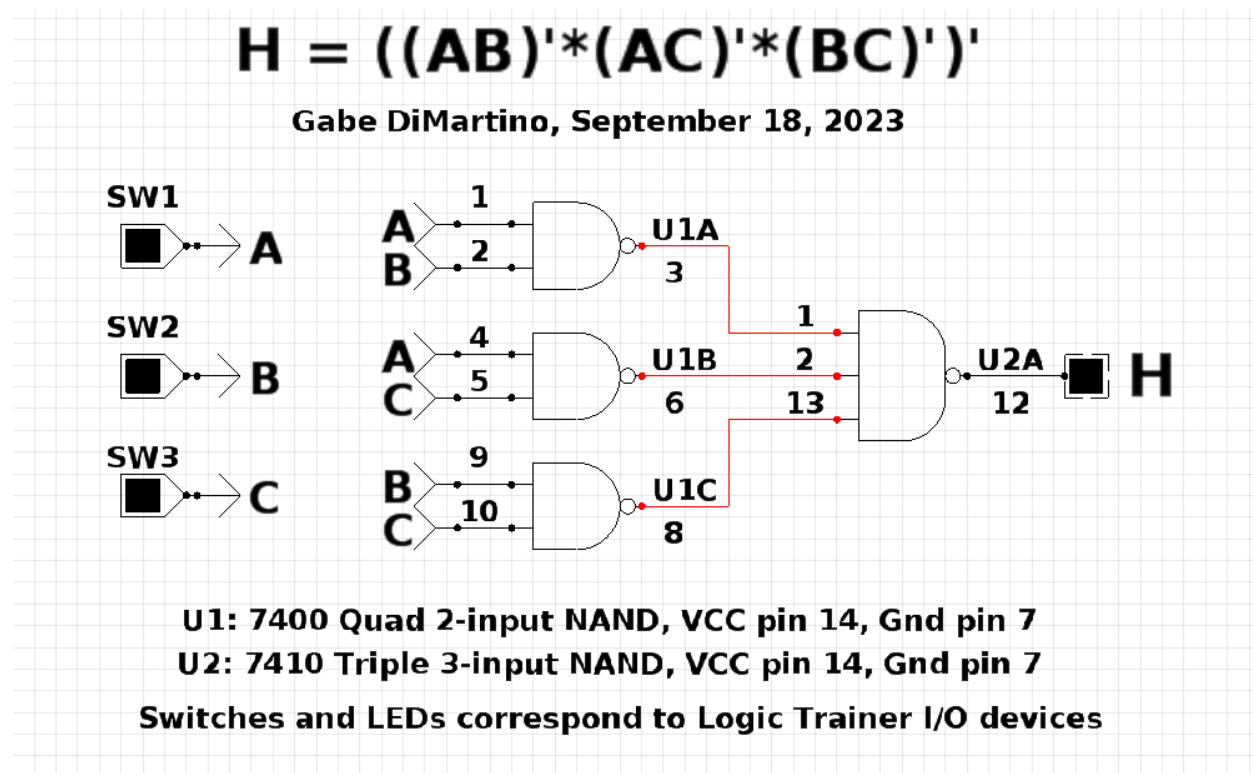 H = ((AB)'*(AC)'*(BC)')'
Gabe DiMartino, September 18, 2023
SW1
A
SW2
B
SW3
C
A
1
B
2
U1A
3
A
4
C
5
U1B
6
B
9
C
10
U1C
8
1
2
13
U2A
12
H
U1: 7400 Quad 2-input NAND, VCC pin 14, Gnd pin 7
U2: 7410 Triple 3-input NAND, VCC pin 14, Gnd pin 7
Switches and LEDs correspond to Logic Trainer I/O devices